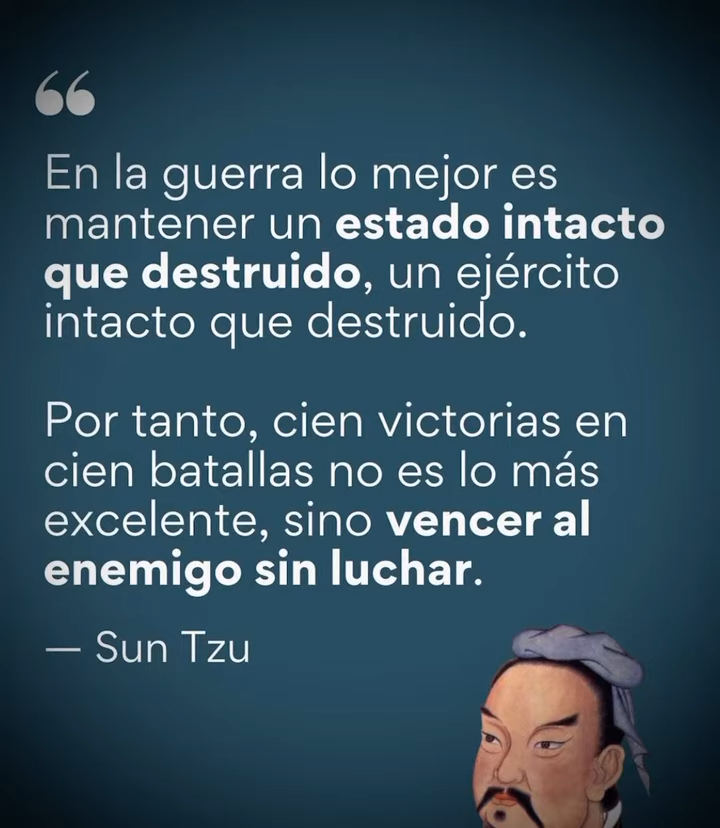 “
En la guerra lo mejor es
mantener un estado intacto
que destruido, un ejército
intacto que destruido.
Por tanto, cien victorias en
cien batallas no es lo más
excelente, sino vencer al
enemigo sin luchar.
— Sun Tzu